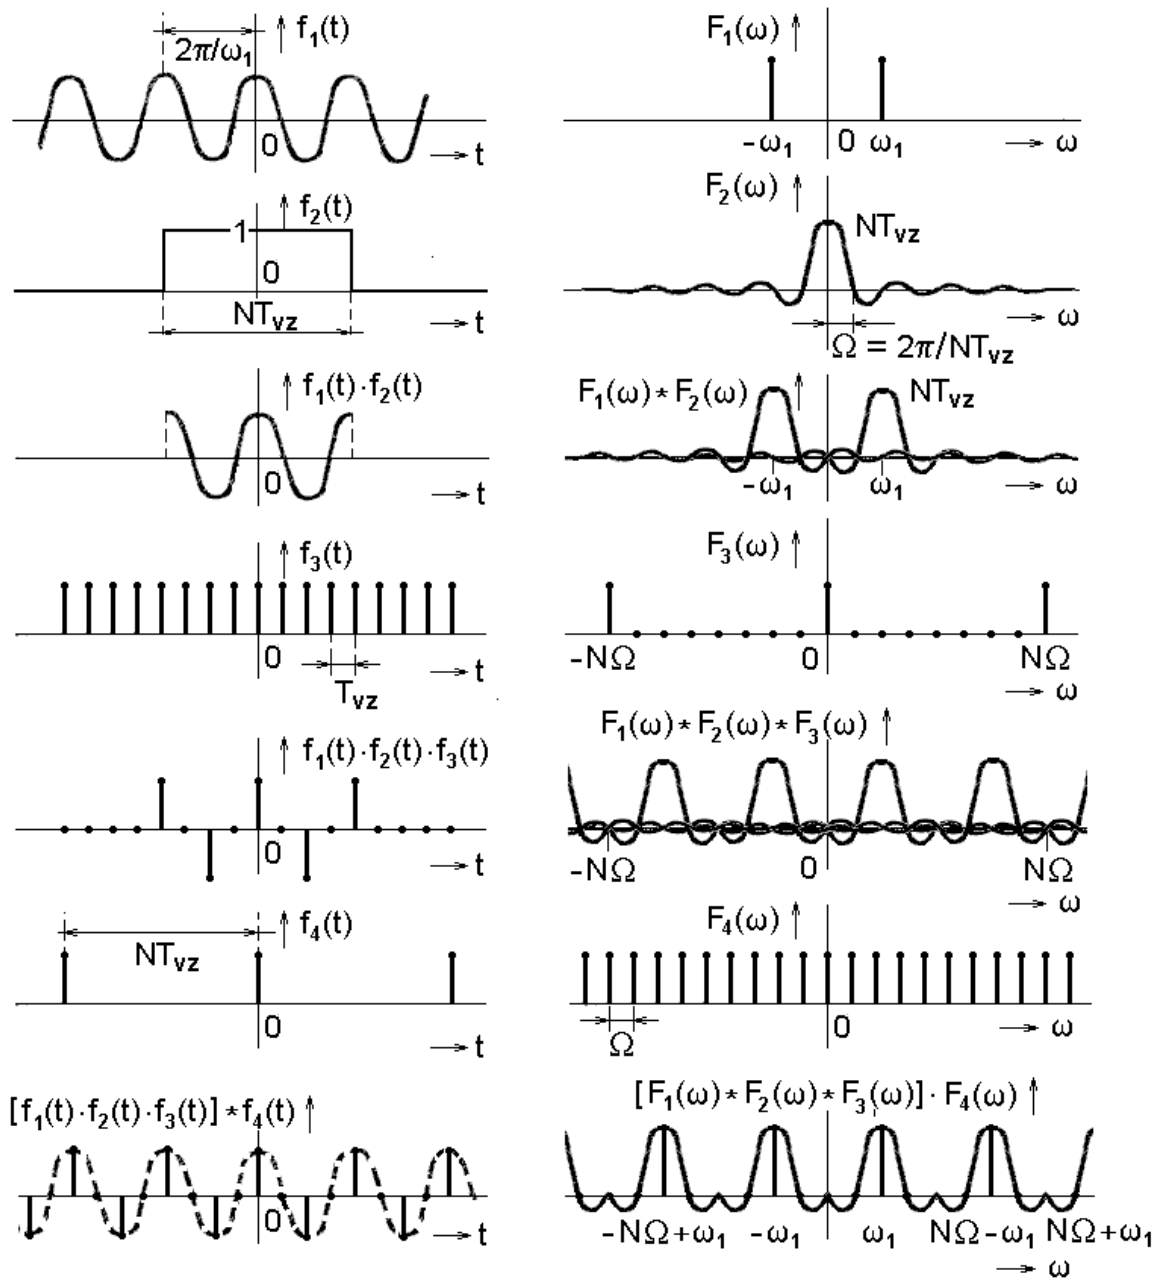 f₁(t)
2π/ω₁
0
t
F₁(ω)
-ω₁ 0 ω₁
ω
f₂(t)
1
0
NTvz
t
F₂(ω)
NTvz
ω
Ω = 2π/NTvz
f₁(t)·f₂(t)
0
t
F₁(ω)*F₂(ω)
NTvz
-ω₁ ω₁
ω
f₃(t)
0
Tvz
t
F₃(ω)
-NΩ 0 NΩ
ω
f₁(t)·f₂(t)·f₃(t)
0
t
F₁(ω)*F₂(ω)*F₃(ω)
-NΩ 0 NΩ
ω
f₄(t)
NTvz
0
t
F₄(ω)
Ω
0
ω
[f₁(t)·f₂(t)·f₃(t)]*f₄(t)
0
t
[F₁(ω)*F₂(ω)*F₃(ω)]·F₄(ω)
-NΩ+ω₁ -ω₁ ω₁ NΩ-ω₁ NΩ+ω₁
ω